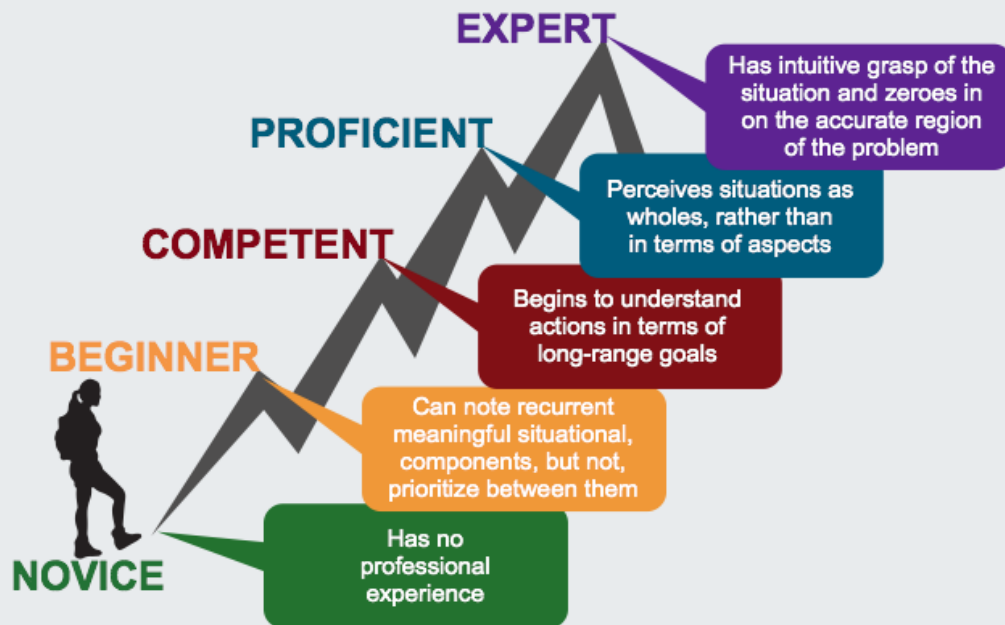 EXPERT
Has intuitive grasp of the
situation and zeroes in
on the accurate region
of the problem
PROFICIENT
Perceives situations as
wholes, rather than
in terms of aspects
COMPETENT
Begins to understand
actions in terms of
long-range goals
BEGINNER
Can note recurrent
meaningful situational,
components, but not,
prioritize between them
NOVICE
Has no
professional
experience